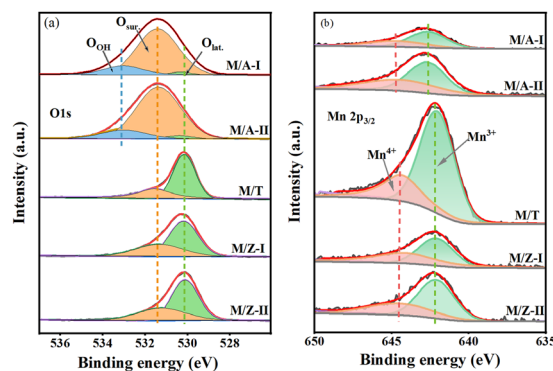 (a)
O_sur.
O_OH
O_lat.
M/A-I
O1s
M/A-II
M/T
M/Z-I
M/Z-II
Intensity (a.u.)
536 534 532 530 528 526
Binding energy (eV)
(b)
M/A-I
M/A-II
Mn 2p3/2
Mn3+
Mn4+
M/T
M/Z-I
M/Z-II
Intensity (a.u.)
650 645 640 635
Binding energy (eV)